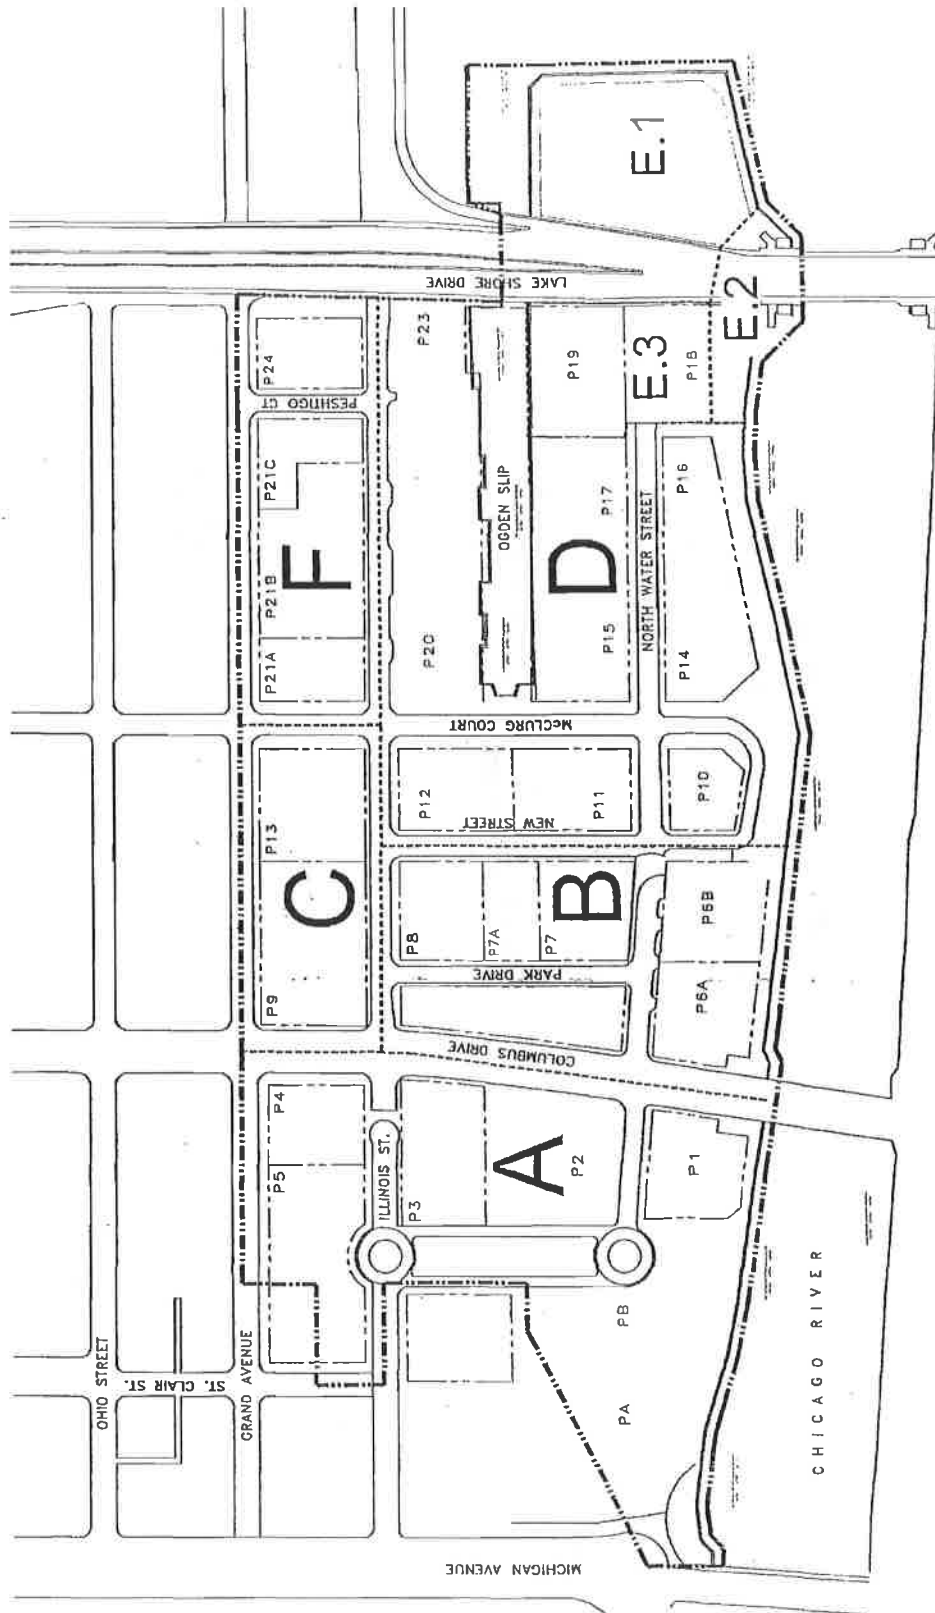 E.1
LAKE SHORE DRIVE
E.2
P24
PESHTIGO CT
P23
P19
E.3
P18
P21C
P21B
P21A
F
OGDEN SLIP
P20
P17
D
P15
NORTH WATER STREET
P16
P14
McCLURG COURT
P13
C
P9
P12
NEW STREET
P11
P10
P8
P7A
P7
B
PARK DRIVE
P6B
P6A
COLUMBUS DRIVE
P4
P5
ILLINOIS ST.
P3
A
P2
P1
OHIO STREET
ST. CLAIR ST.
GRAND AVENUE
PB
PA
CHICAGO RIVER
MICHIGAN AVENUE